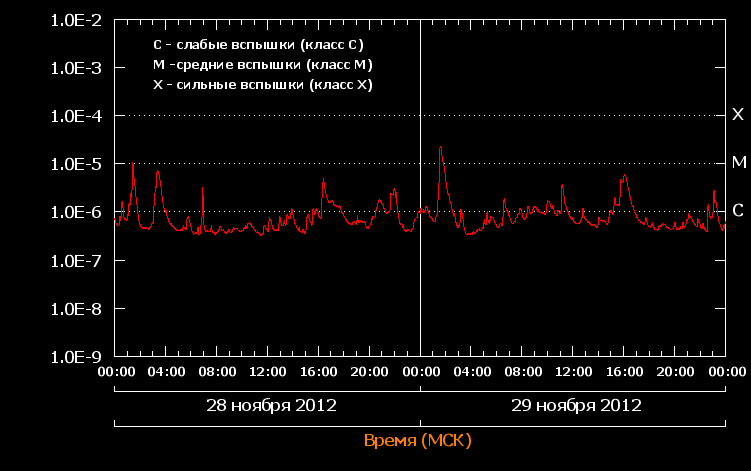 1.0E-2
C - слабые вспышки (класс C)
M -средние вспышки (класс M)
1.0E-3
X - сильные вспышки (класс X)
1.0E-4 X
1.0E-5 M
1.0E-6 C
1.0E-7
1.0E-8
1.0E-9
00:00 04:00 08:00 12:00 16:00 20:00 00:00 04:00 08:00 12:00 16:00 20:00 00:00
28 ноября 2012 29 ноября 2012
Время (МСК)